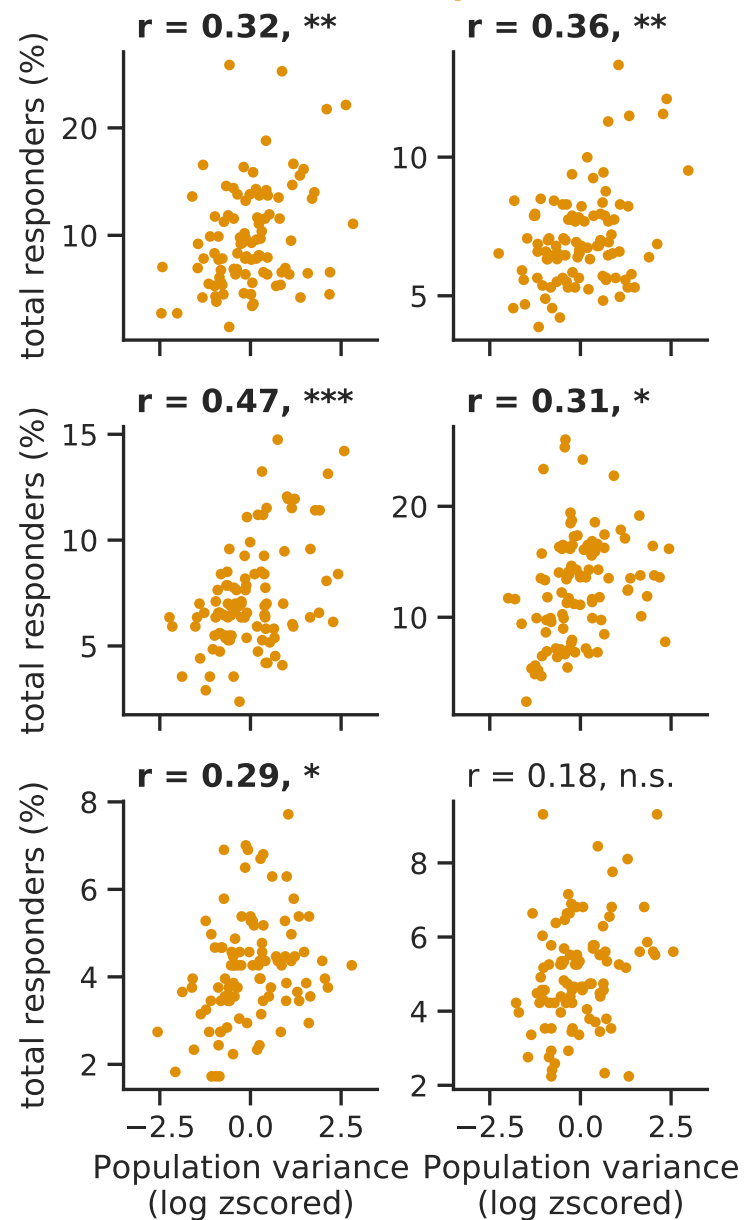 r = 0.32, **
r = 0.36, **
total responders (%)
20
10
10
5
r = 0.47, ***
r = 0.31, *
total responders (%)
15
10
5
20
10
r = 0.29, *
r = 0.18, n.s.
total responders (%)
8
6
4
2
8
6
4
2
−2.5 0.0 2.5
−2.5 0.0 2.5
Population variance
(log zscored)
Population variance
(log zscored)